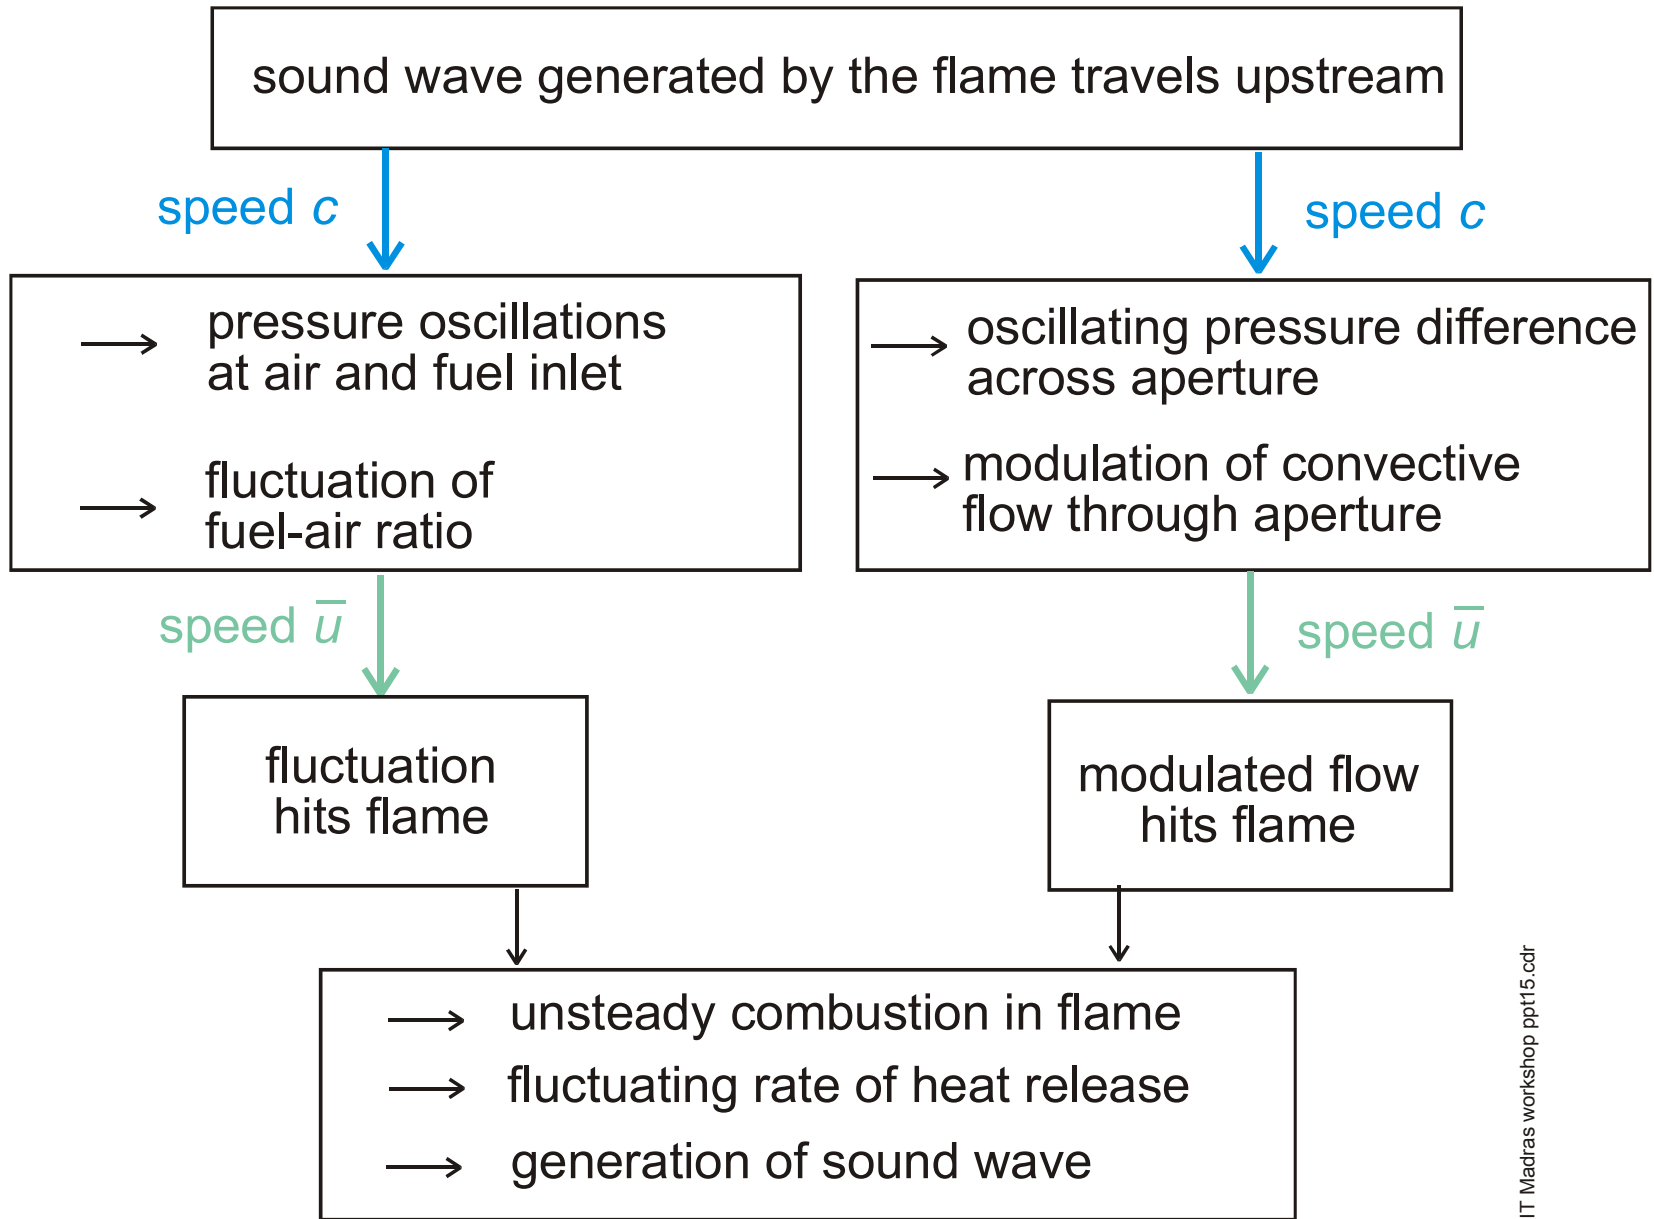 sound wave generated by the flame travels upstream
speed c
speed c
pressure oscillations
at air and fuel inlet
fluctuation of
fuel-air ratio
oscillating pressure difference
across aperture
modulation of convective
flow through aperture
speed u̅
speed u̅
fluctuation
hits flame
modulated flow
hits flame
unsteady combustion in flame
fluctuating rate of heat release
generation of sound wave
IT Madras workshop ppt15.cdr